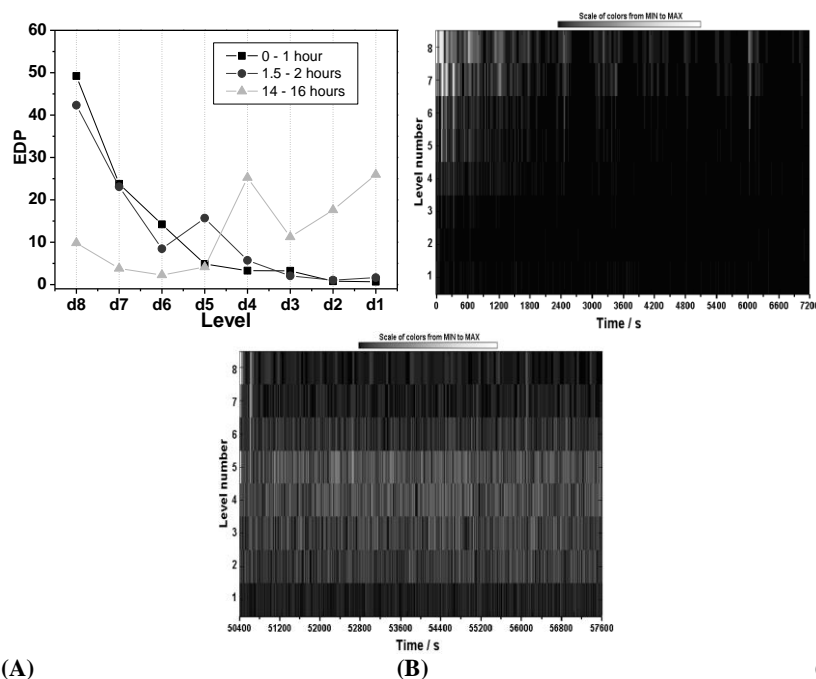 60
50
40
30
20
10
0
EDP
0 - 1 hour
1.5 - 2 hours
14 - 16 hours
d8 d7 d6 d5 d4 d3 d2 d1
Level
Scale of colors from MIN to MAX
8
7
6
5
4
3
2
1
Level number
0 600 1200 1800 2400 3000 3600 4200 4800 5400 6000 6600 7200
Time / s
Scale of colors from MIN to MAX
8
7
6
5
4
3
2
1
Level number
50400 51200 52000 52800 53600 54400 55200 56000 56800 57600
Time / s
(A) (B)